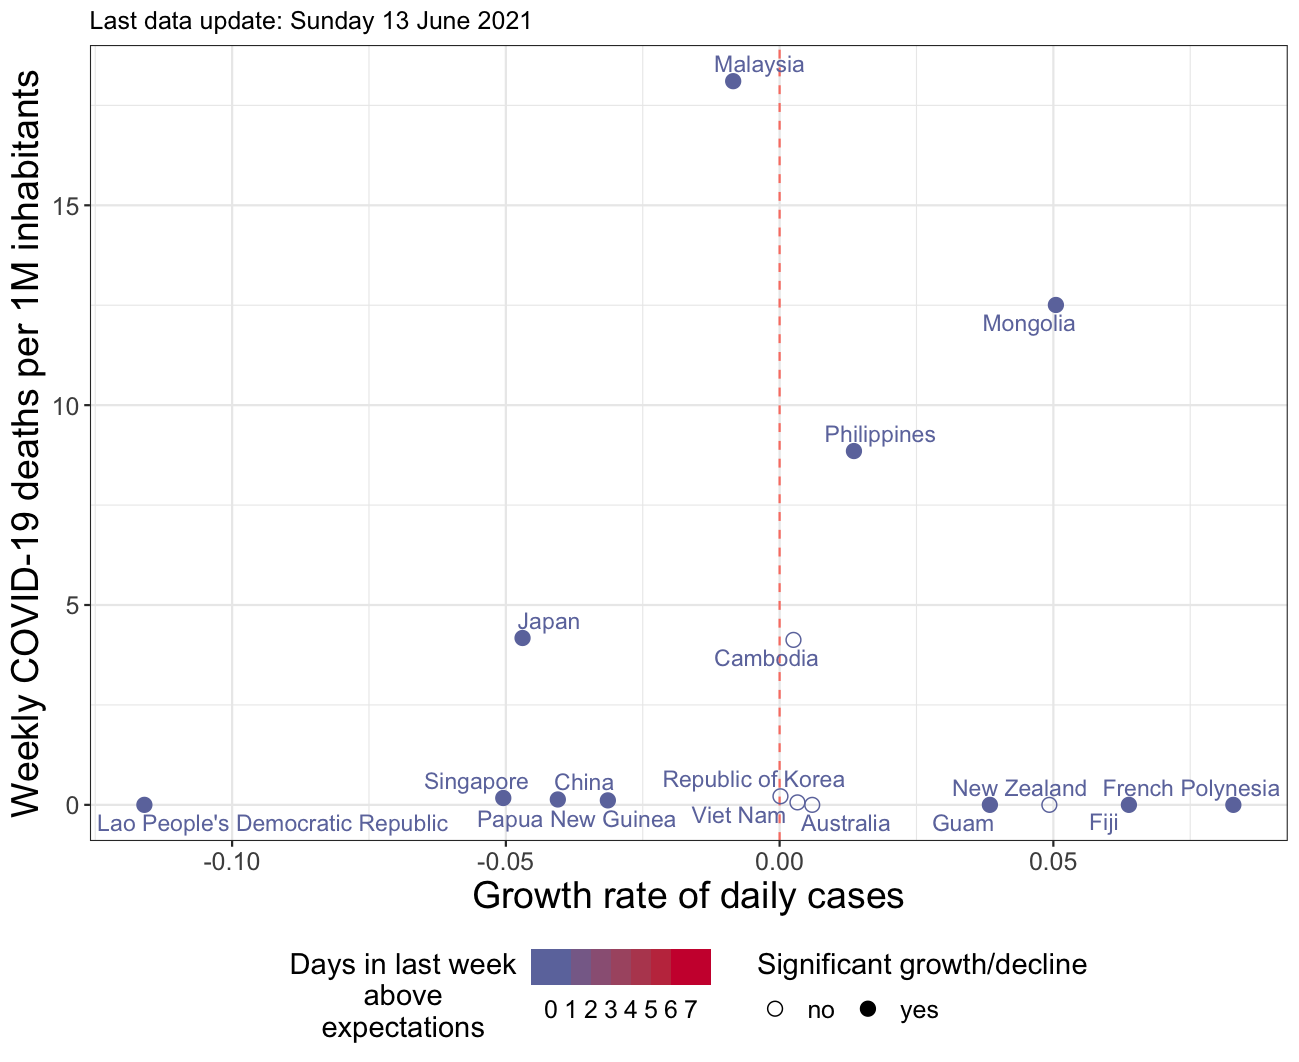 Last data update: Sunday 13 June 2021
Weekly COVID-19 deaths per 1M inhabitants
15
10
5
0
Malaysia
Mongolia
Philippines
Japan
Cambodia
Singapore
China
Republic of Korea
New Zealand
French Polynesia
Lao People's Democratic Republic
Papua New Guinea
Viet Nam
Australia
Guam
Fiji
-0.10
-0.05
0.00
0.05
Growth rate of daily cases
Days in last week
above
expectations
0 1 2 3 4 5 6 7
Significant growth/decline
no
yes